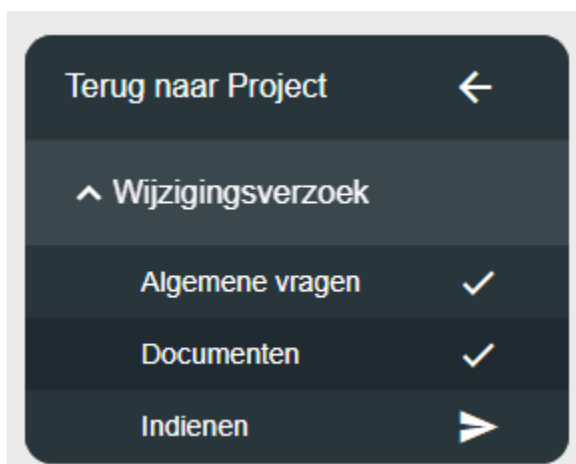 Terug naar Project
Wijzigingsverzoek
Algemene vragen
Documenten
Indienen